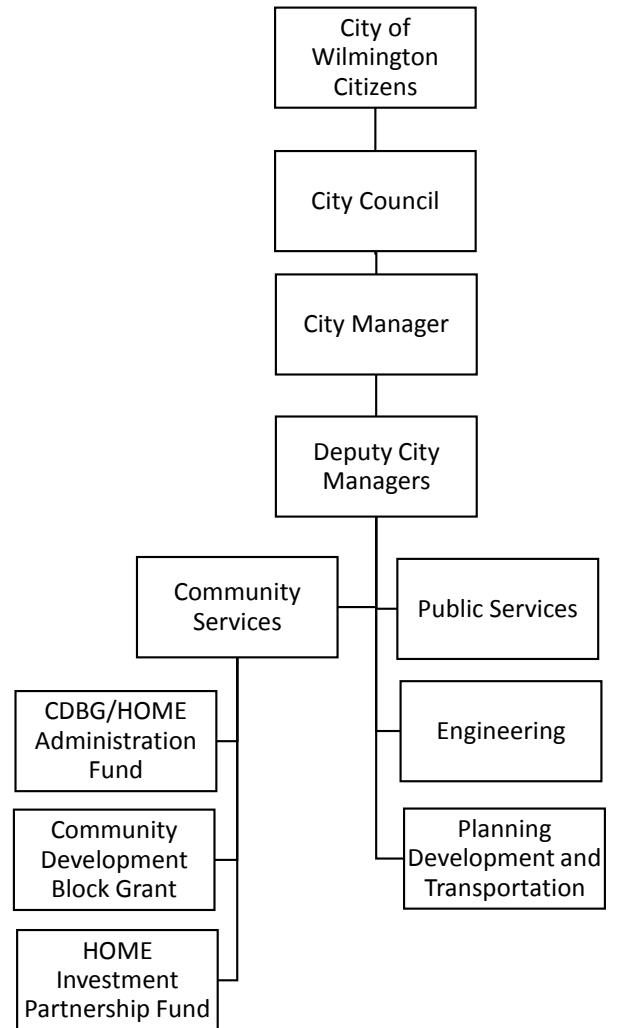 City of
Wilmington
Citizens
City Council
City Manager
Deputy City
Managers
Community
Services
Public Services
CDBG/HOME
Administration
Fund
Engineering
Community
Development
Block Grant
Planning
Development and
Transportation
HOME
Investment
Partnership Fund